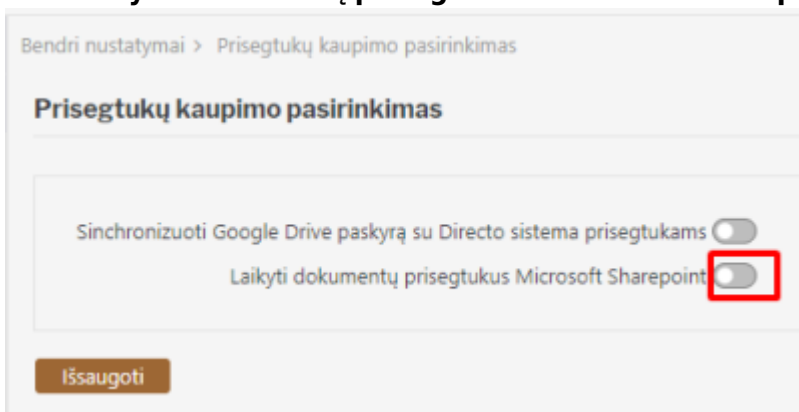 Bendri nustatymai > Prisegtukų kaupimo pasirinkimas
Prisegtukų kaupimo pasirinkimas
Sinchronizuoti Google Drive paskyrą su Directo sistema prisegtukams
Laikyti dokumentų prisegtukus Microsoft Sharepoint
Išsaugoti